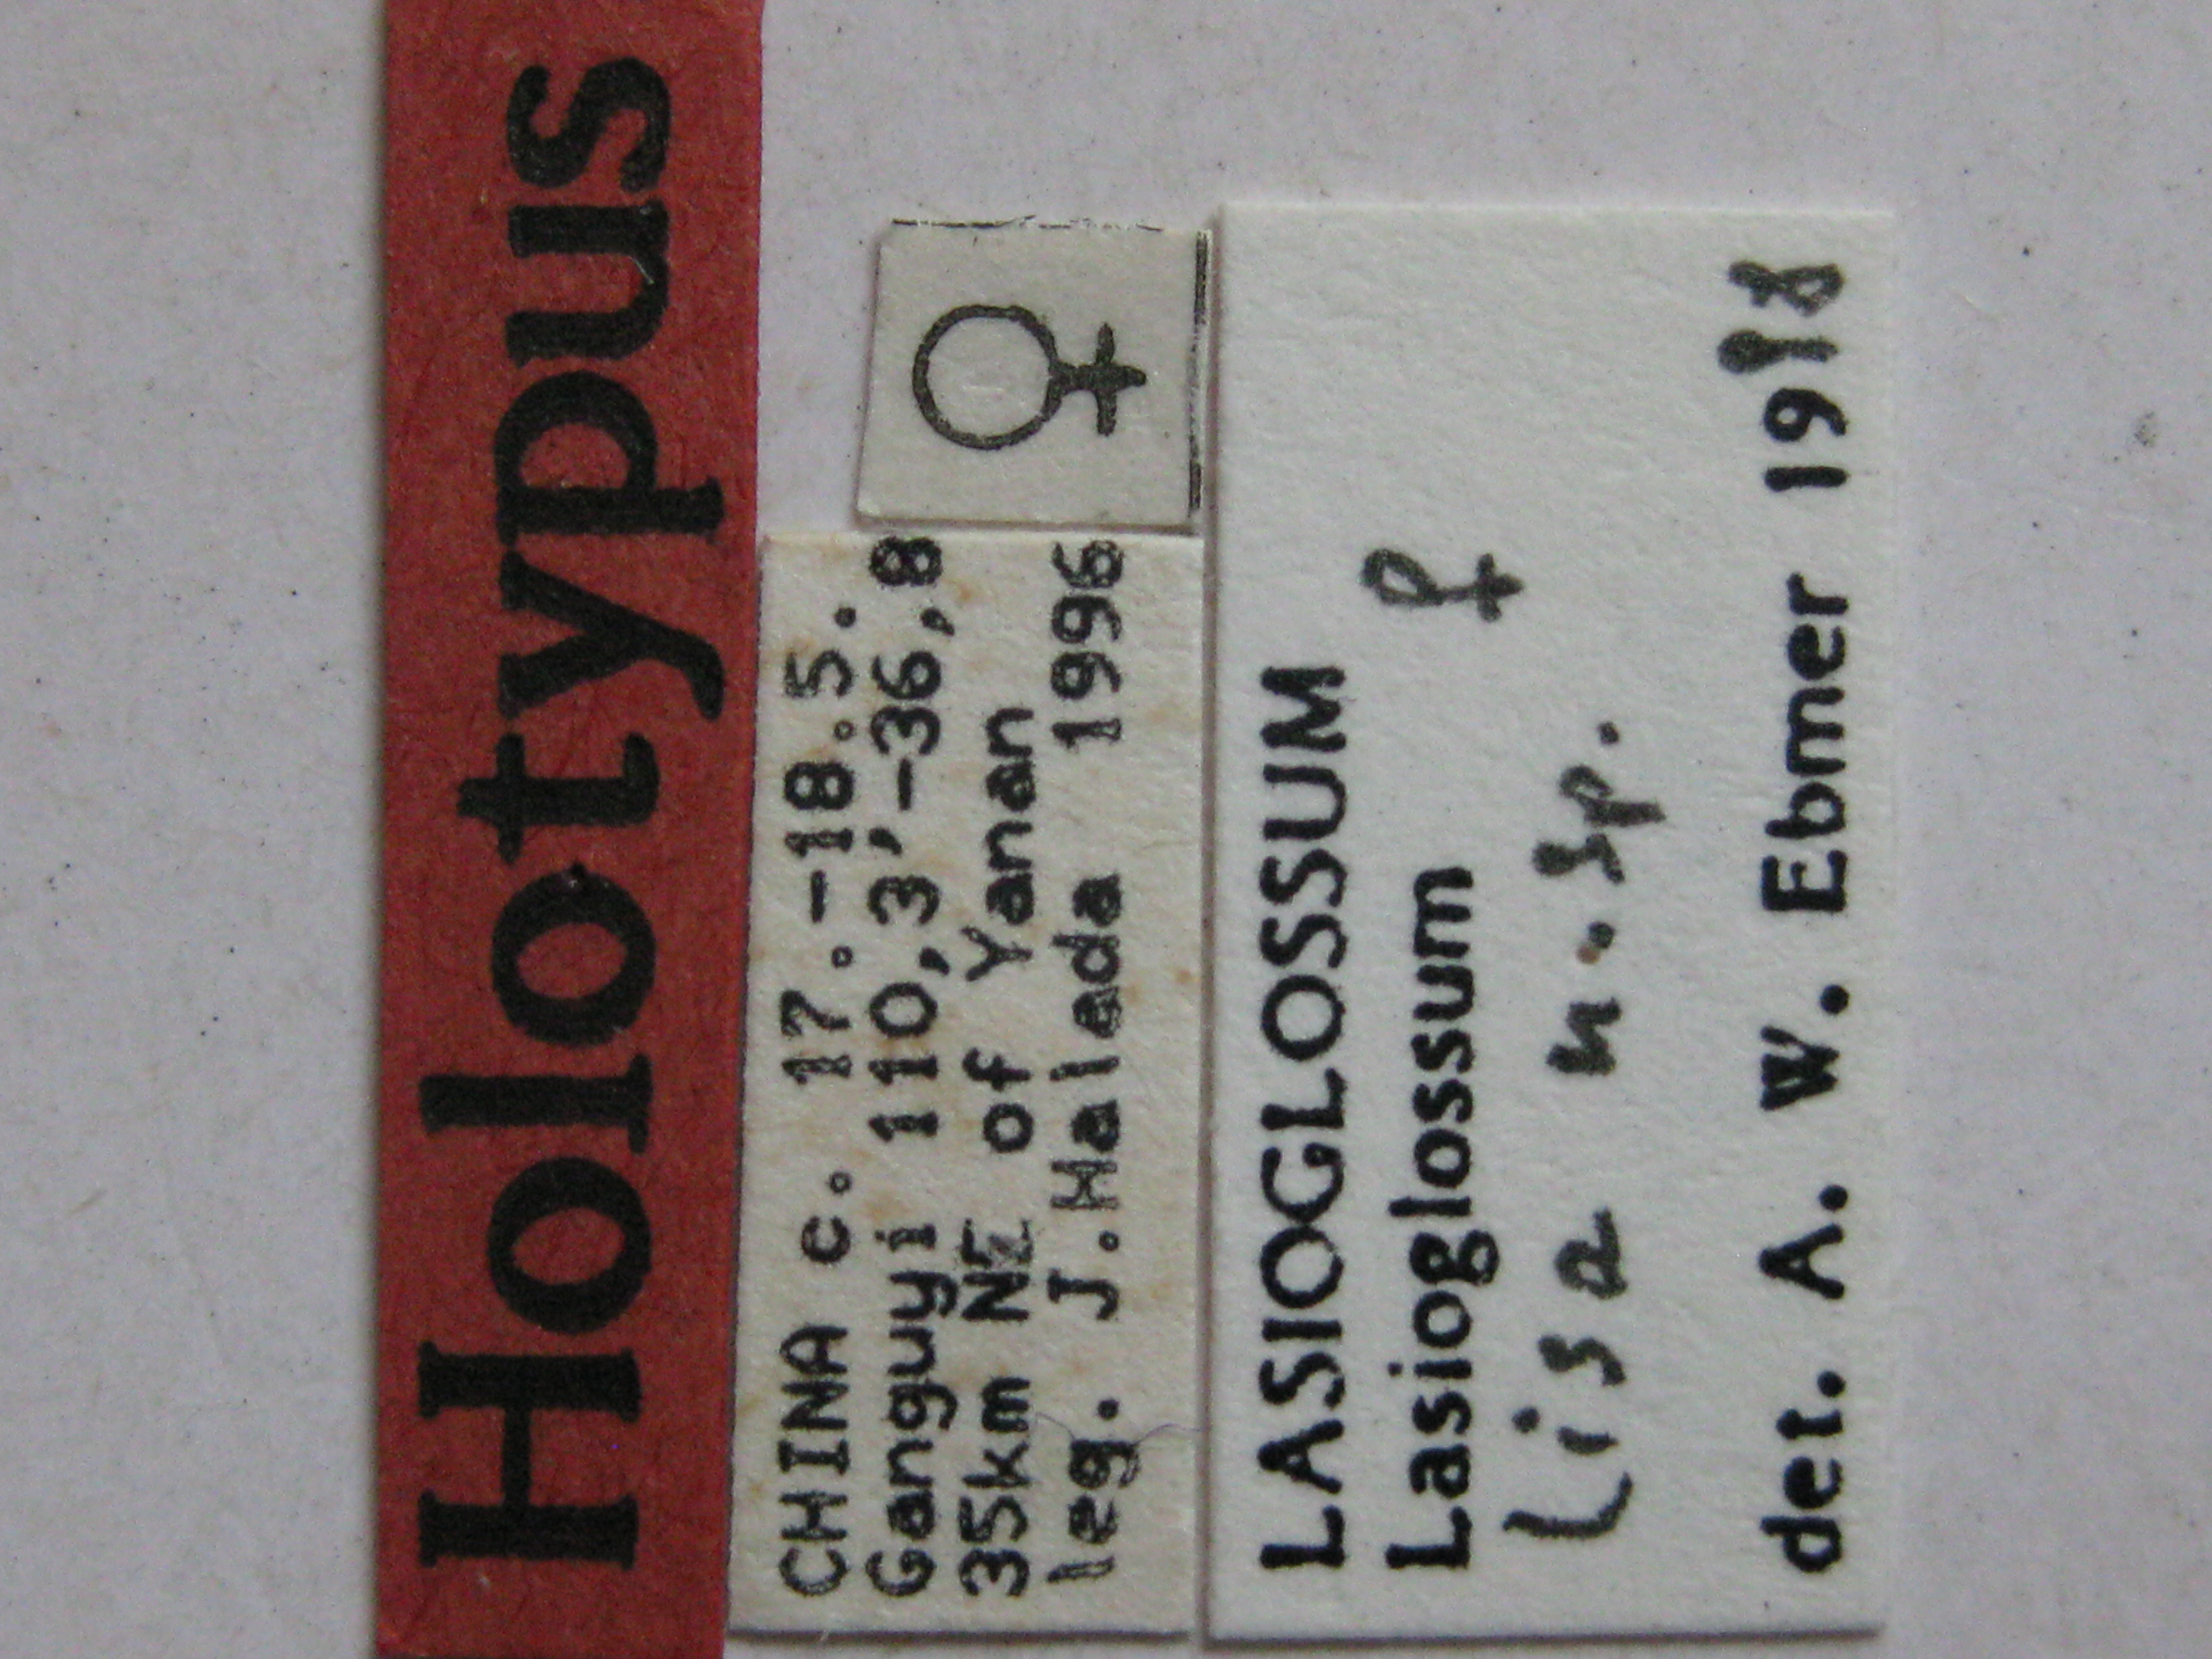 Holotypus
CHINA c. 17.-18.5.
Ganguyi 110,3'-36,8
35km NE of Yanan
leg. J.Halada 1996
♀
LASIOGLOSSUM
Lasioglossum ♀
lisa n. sp.
det. A. W. Ebmer 1998